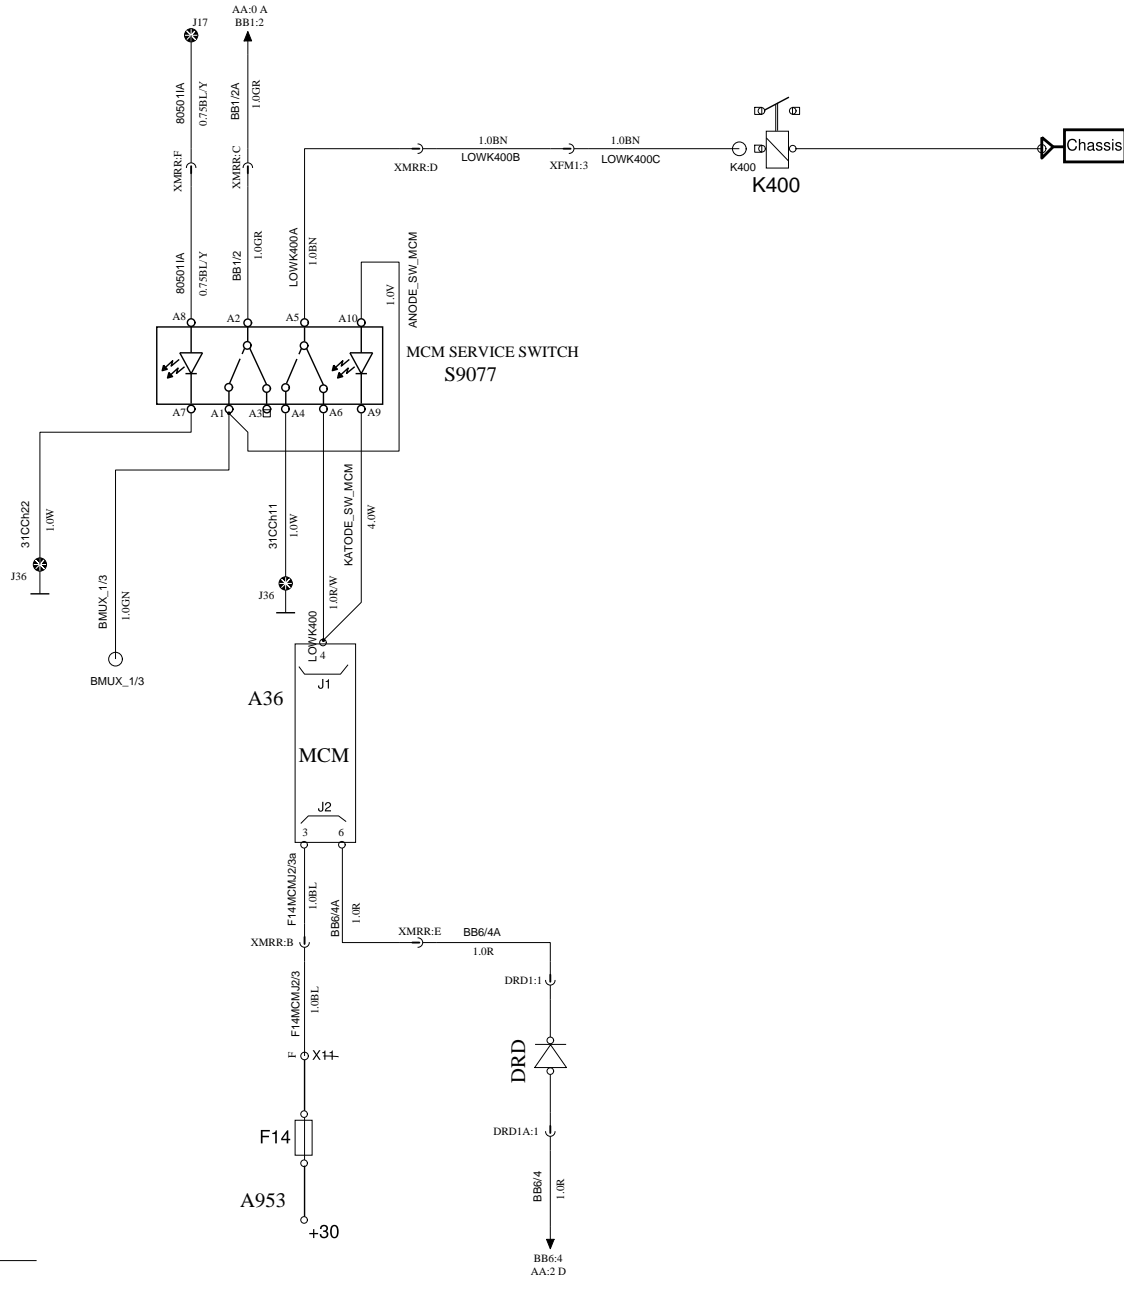 AA:0 A
J17
BB1:2
80501IA
0.75BL/Y
BB1/2A
1.0GR
XMRR:F
XMRR:C
1.0BN
LOWK400B
XMRR:D
XFM1:3
1.0BN
LOWK400C
K400
K400
Chassis
80501IA
0.75BL/Y
BB1/2
1.0GR
LOWK400A
1.0BN
1.0V
ANODE_SW_MCM
A8
A2
A5
A10
MCM SERVICE SWITCH
S9077
A7
A1
A3
A4
A6
A9
31CCh22
1.0W
J36
BMUX_1/3
1.0GN
BMUX_1/3
31CCh11
1.0W
J36
LOWK400
1.0R/W
KATODE_SW_MCM
4.0W
4
J1
A36
MCM
J2
3
6
F14MCMJ2/3a
1.0BL
BB6/4A
1.0R
XMRR:B
XMRR:E
BB6/4A
1.0R
F14MCMJ2/3
1.0BL
DRD1:1
F
X11
DRD
F14
DRD1A:1
A953
BB6/4
1.0R
+30
BB6:4
AA:2 D